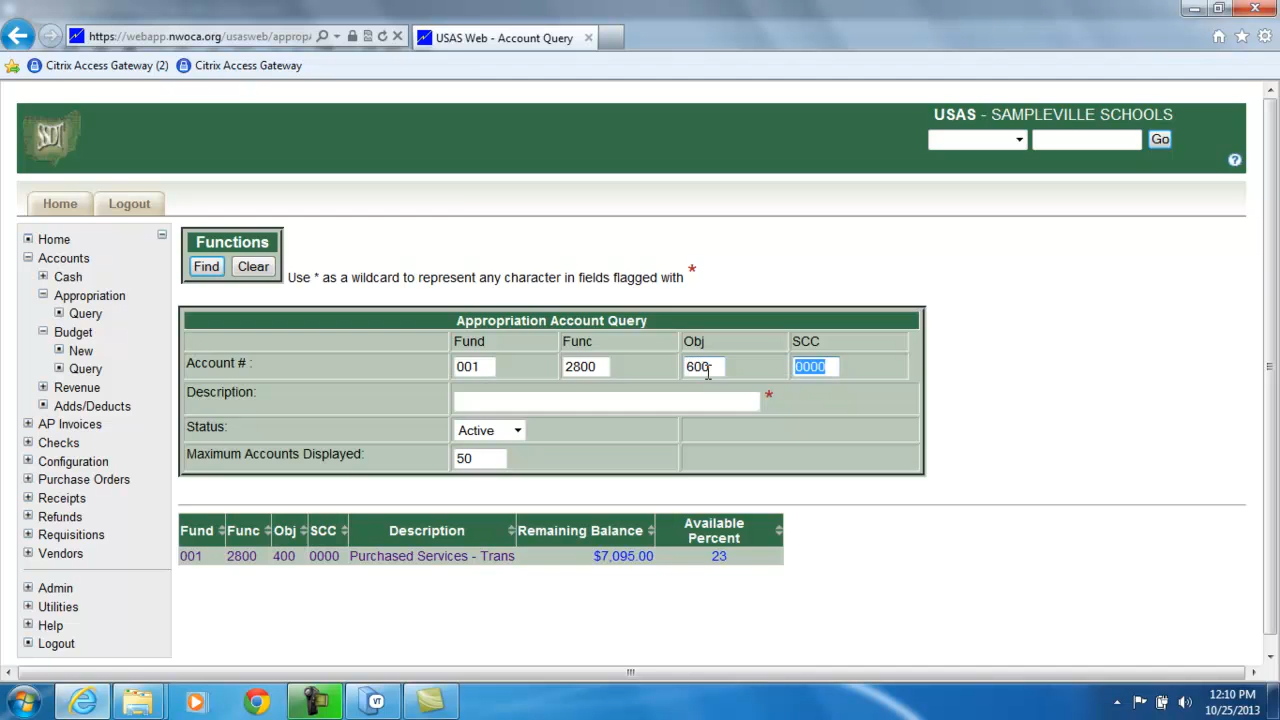 https://webapp.nwoca.org/usasweb/approp
USAS Web - Account Query
Citrix Access Gateway (2)
Citrix Access Gateway
SSDT
USAS - SAMPLEVILLE SCHOOLS
Go
Home
Logout
Home
Accounts
Cash
Appropriation
Query
Budget
New
Query
Revenue
Adds/Deducts
AP Invoices
Checks
Configuration
Purchase Orders
Receipts
Refunds
Requisitions
Vendors
Admin
Utilities
Help
Logout
Functions
Find Clear
Use * as a wildcard to represent any character in fields flagged with *
Appropriation Account Query
Fund Func Obj SCC
Account # : 001 2800 600 0000
Description: *
Status: Active
Maximum Accounts Displayed: 50
Fund Func Obj SCC Description Remaining Balance Available Percent
001 2800 400 0000 Purchased Services - Trans $7,095.00 23
VT
12:10 PM
10/25/2013